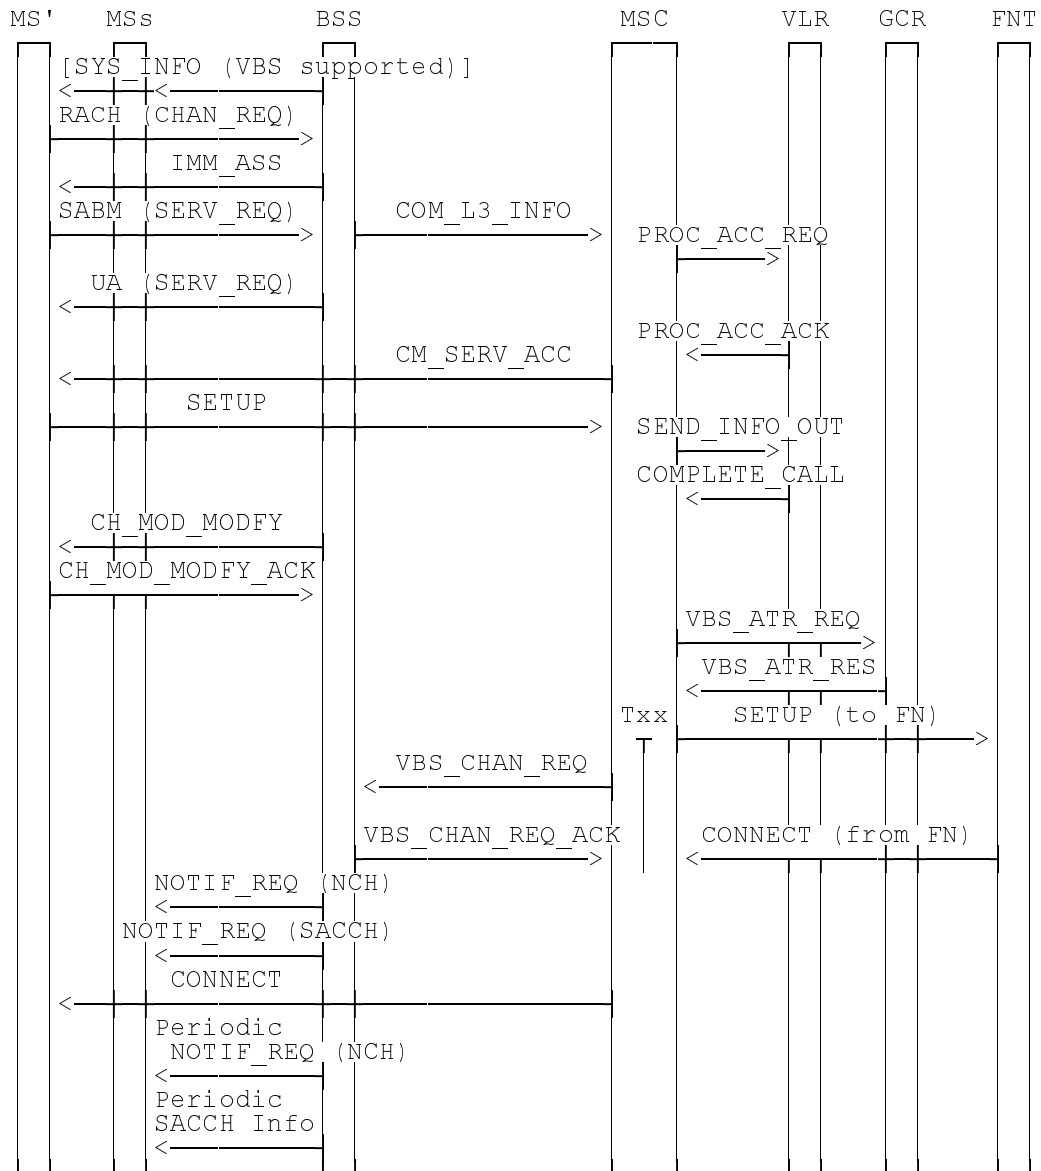 MS' MSs BSS MSC VLR GCR FNT
[SYS_INFO (VBS supported)]
RACH (CHAN_REQ)
IMM_ASS
SABM (SERV_REQ) COM_L3_INFO
PROC_ACC_REQ
UA (SERV_REQ)
PROC_ACC_ACK
CM_SERV_ACC
SETUP
SEND_INFO_OUT
COMPLETE_CALL
CH_MOD_MODFY
CH_MOD_MODFY_ACK
VBS_ATR_REQ
VBS_ATR_RES
Txx SETUP (to FN)
VBS_CHAN_REQ
VBS_CHAN_REQ_ACK CONNECT (from FN)
NOTIF_REQ (NCH)
NOTIF_REQ (SACCH)
CONNECT
Periodic
NOTIF_REQ (NCH)
Periodic
SACCH Info